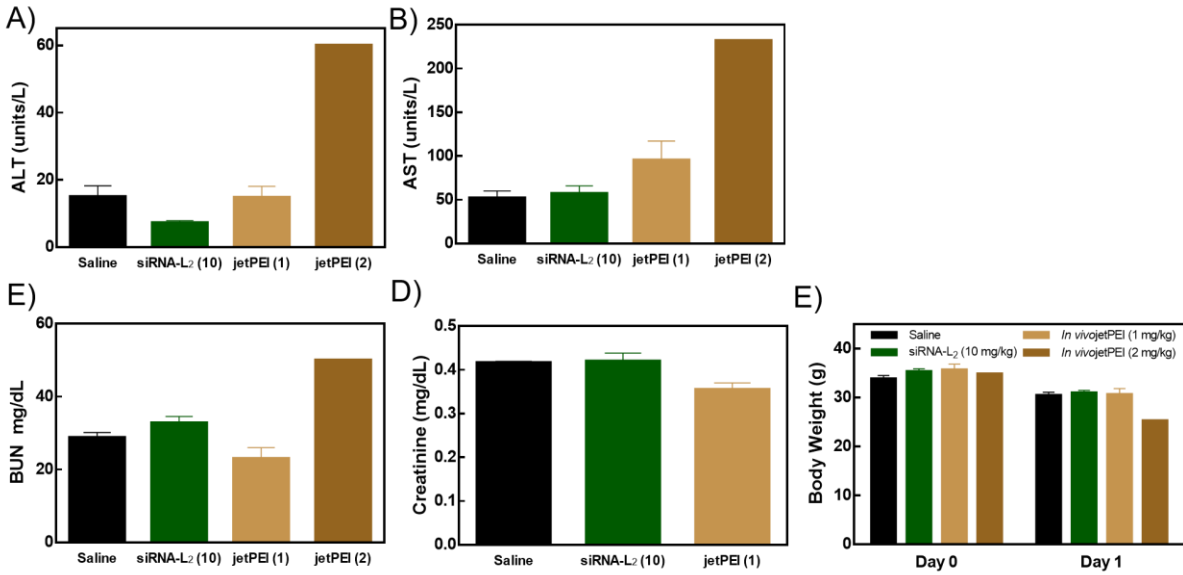 A)
ALT (units/L)
60
40
20
0
Saline
siRNA-L₂ (10)
jetPEI (1)
jetPEI (2)
B)
AST (units/L)
250
200
150
100
50
0
Saline
siRNA-L₂ (10)
jetPEI (1)
jetPEI (2)
E)
BUN mg/dL
60
40
20
0
Saline
siRNA-L₂ (10)
jetPEI (1)
jetPEI (2)
D)
Creatinine (mg/dL)
0.5
0.4
0.3
0.2
0.1
0.0
Saline
siRNA-L₂ (10)
jetPEI (1)
E)
Body Weight (g)
40
30
20
10
0
Saline
siRNA-L₂ (10 mg/kg)
In vivojetPEI (1 mg/kg)
In vivojetPEI (2 mg/kg)
Day 0
Day 1